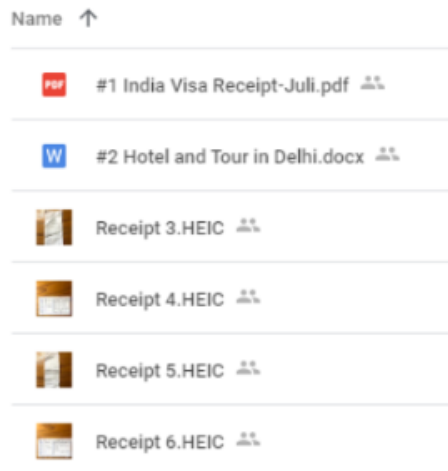 Name
PDF #1 India Visa Receipt-Juli.pdf
W #2 Hotel and Tour in Delhi.docx
Receipt 3.HEIC
Receipt 4.HEIC
Receipt 5.HEIC
Receipt 6.HEIC